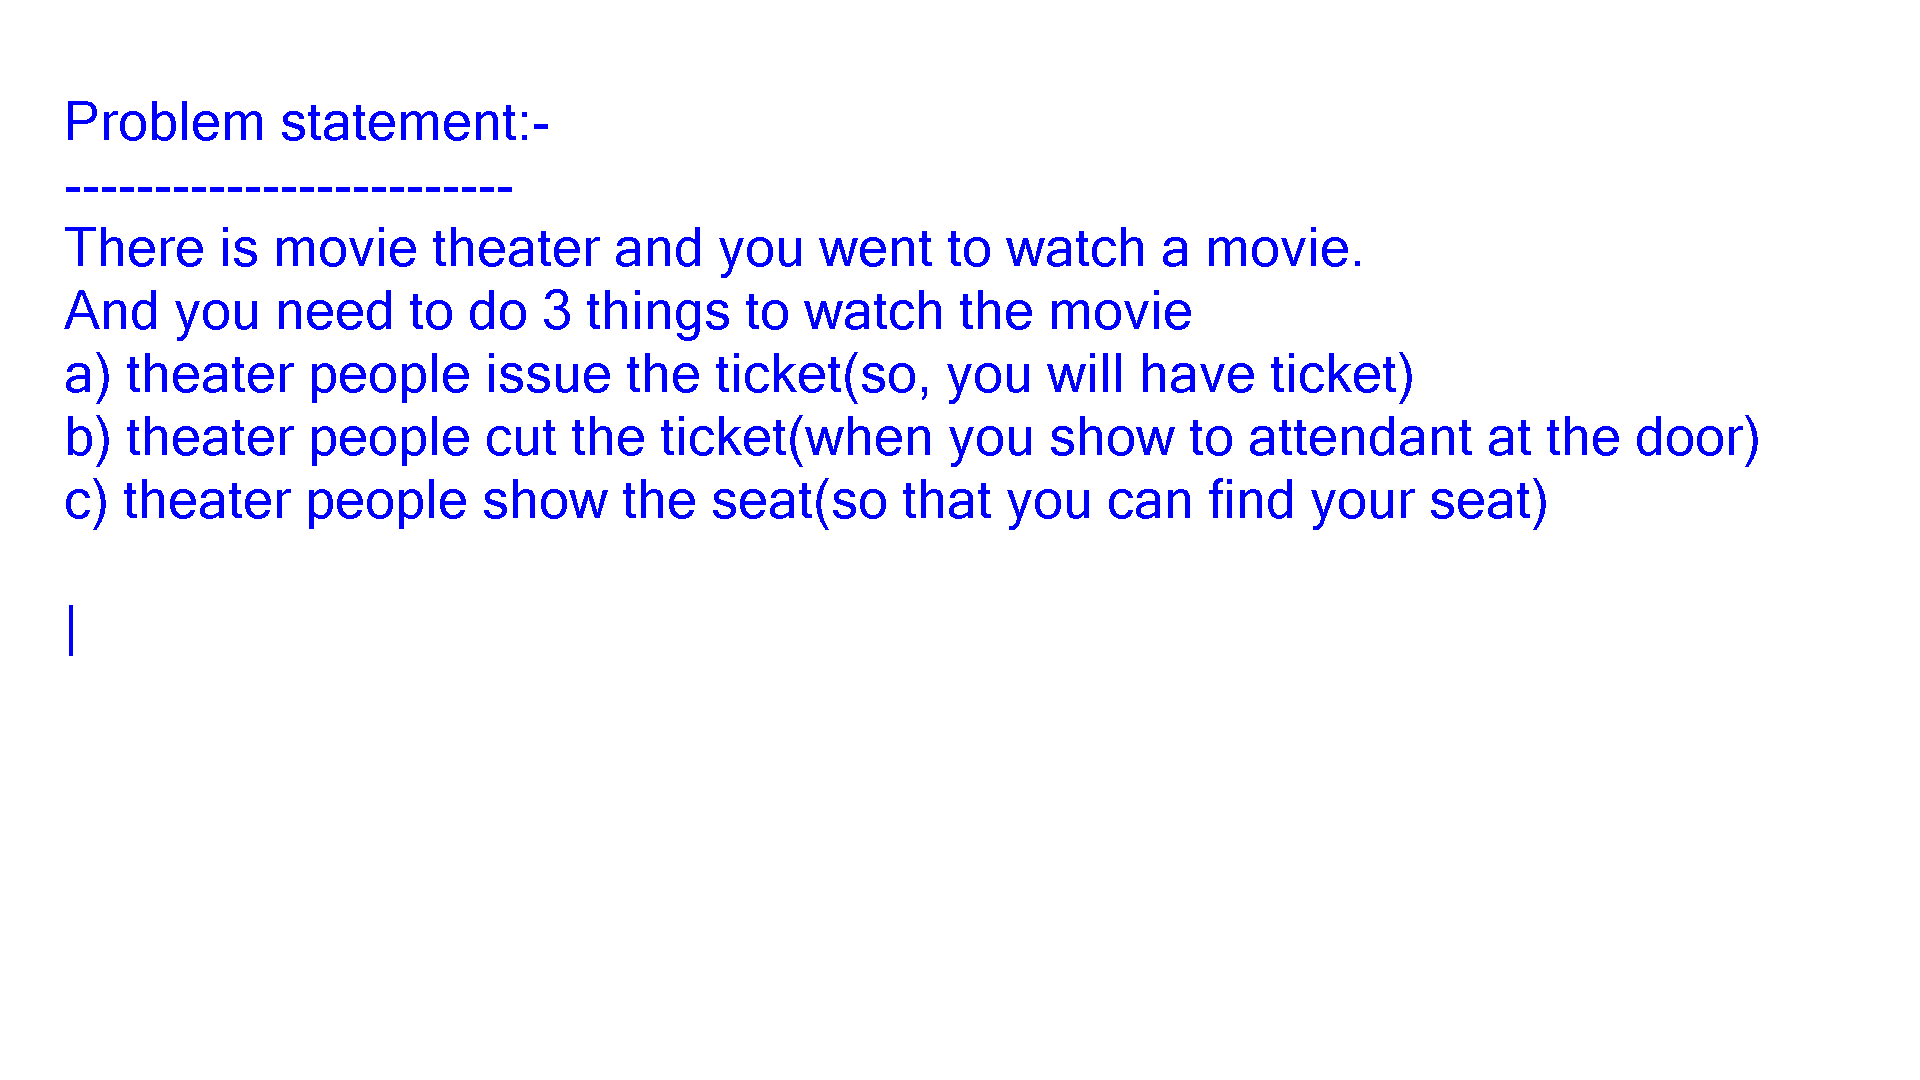 Problem statement:-
-------------------------
There is movie theater and you went to watch a movie.
And you need to do 3 things to watch the movie
a) theater people issue the ticket(so, you will have ticket)
b) theater people cut the ticket(when you show to attendant at the door)
c) theater people show the seat(so that you can find your seat)